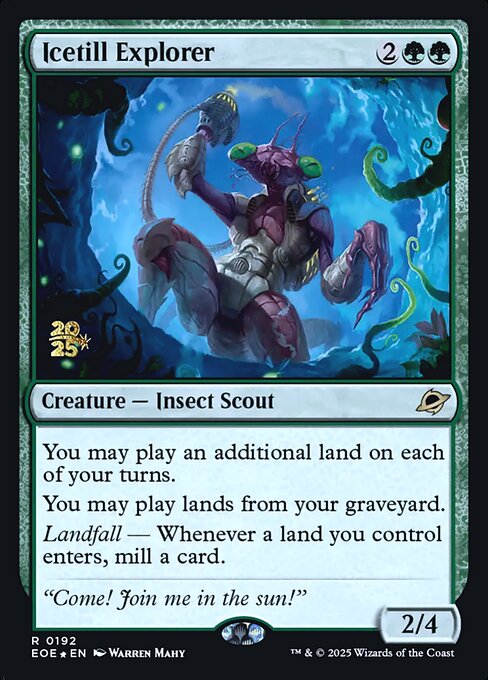 Icetill Explorer 2
20
25
Creature — Insect Scout
You may play an additional land on each
of your turns.
You may play lands from your graveyard.
Landfall — Whenever a land you control
enters, mill a card.
“Come! Join me in the sun!”
2/4
R 0192
EOE ★ EN Warren Mahy
™ & © 2025 Wizards of the Coast